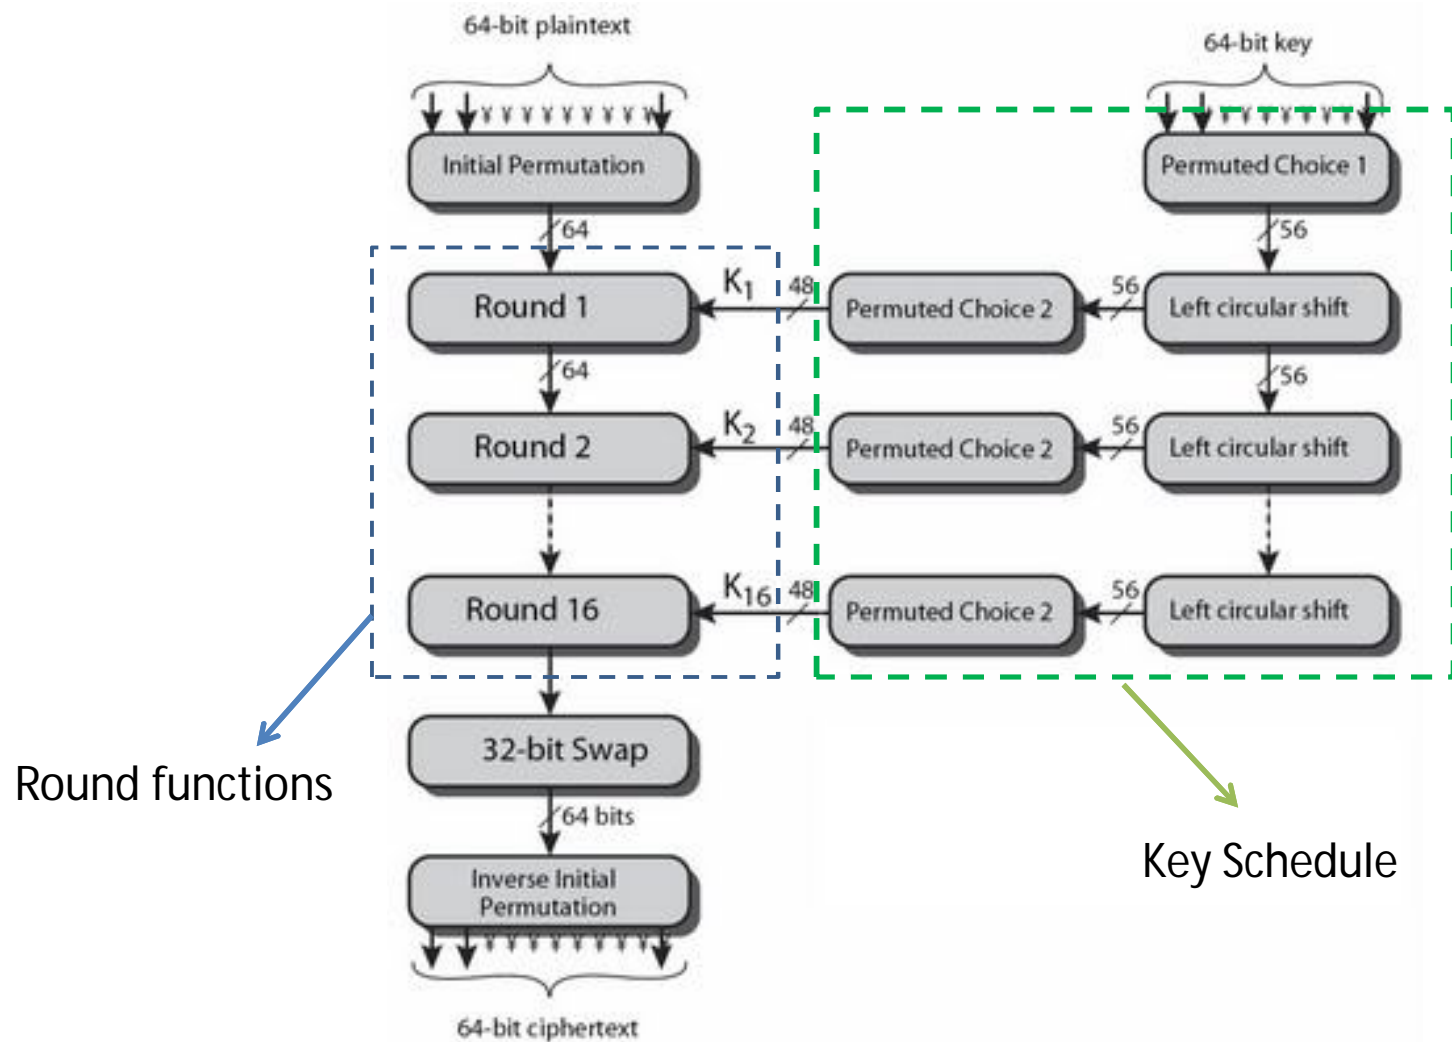 64-bit plaintext
64-bit key
Initial Permutation
Permuted Choice 1
64
56
Round 1
K1
48
Permuted Choice 2
56
Left circular shift
64
56
Round 2
K2
48
Permuted Choice 2
56
Left circular shift
Round 16
K16
48
Permuted Choice 2
56
Left circular shift
32-bit Swap
Round functions
64 bits
Key Schedule
Inverse Initial
Permutation
64-bit ciphertext